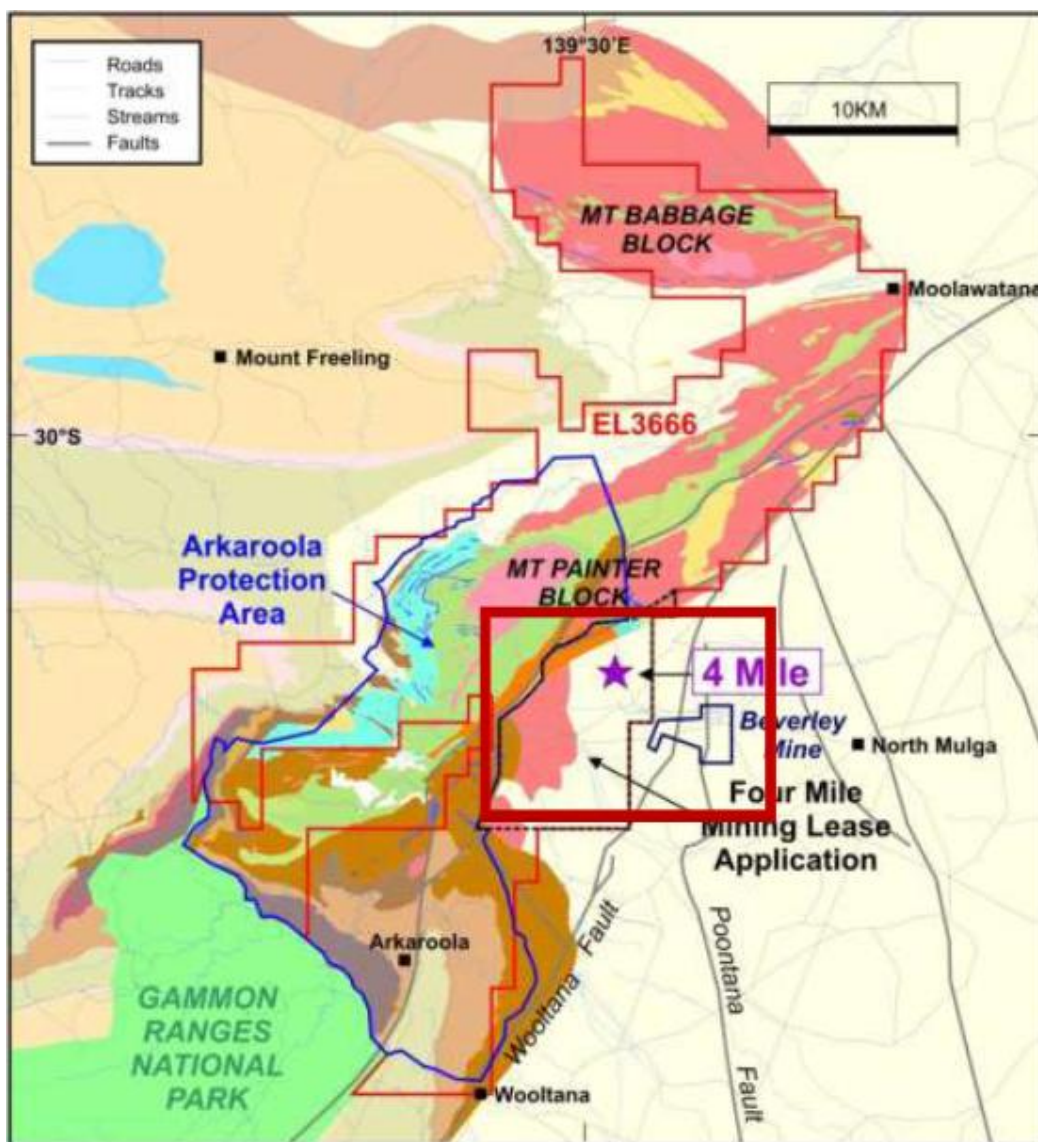 139°30'E
Roads
Tracks
Streams
Faults
10KM
MT BABBAGE
BLOCK
Moolawatana
Mount Freeling
EL3666
30°S
Arkaroola
Protection
Area
MT PAINTER
BLOCK
4 Mile
Beverley
Mine
North Mulga
Four Mile
Mining Lease
Application
Arkaroola
Wooltana Fault
Poontana
Fault
GAMMON
RANGES
NATIONAL
PARK
Wooltana